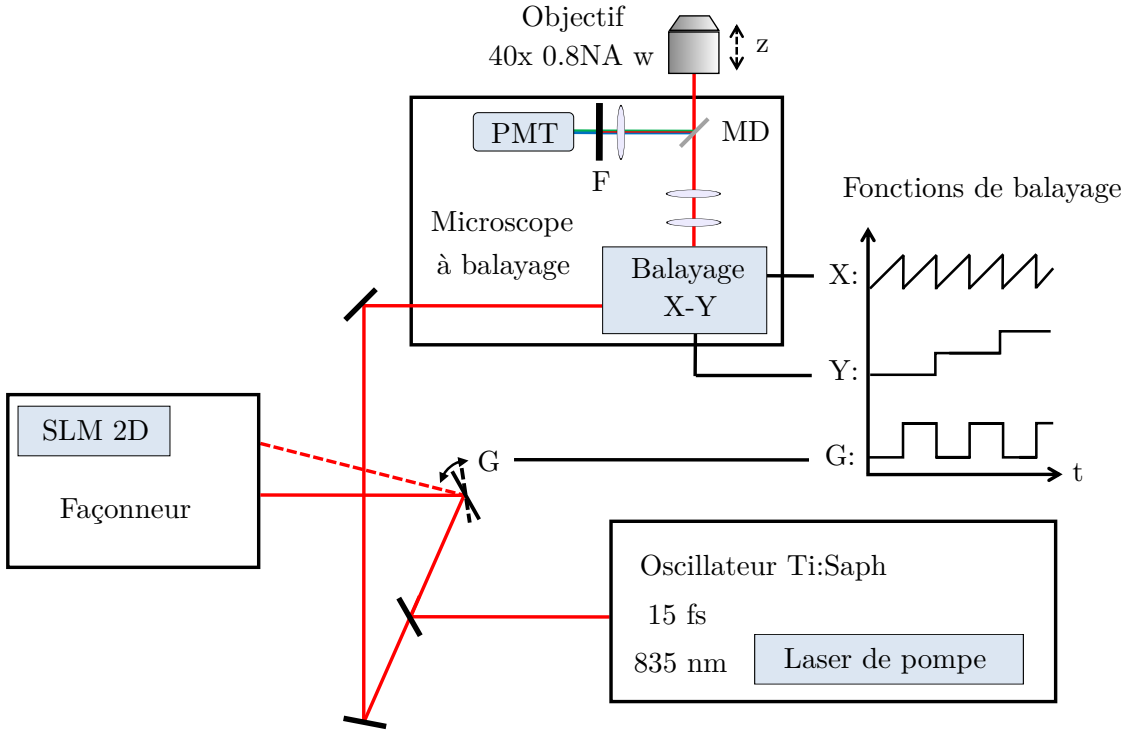 Objectif
40x 0.8NA w
z
PMT
MD
F
Fonctions de balayage
Microscope
à balayage
Balayage
X-Y
X:
Y:
G:
t
SLM 2D
G
Façonneur
Oscillateur Ti:Saph
15 fs
835 nm
Laser de pompe